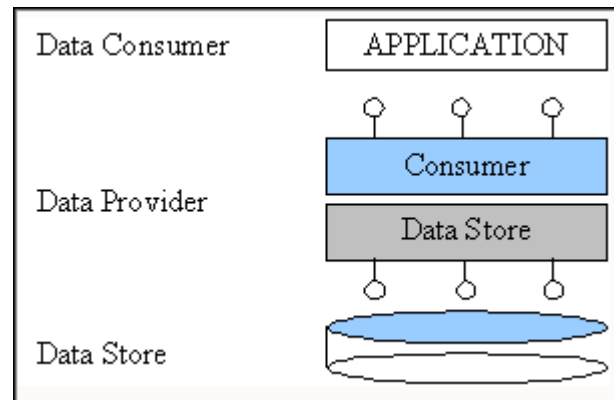 Data Consumer
APPLICATION
Consumer
Data Provider
Data Store
Data Store